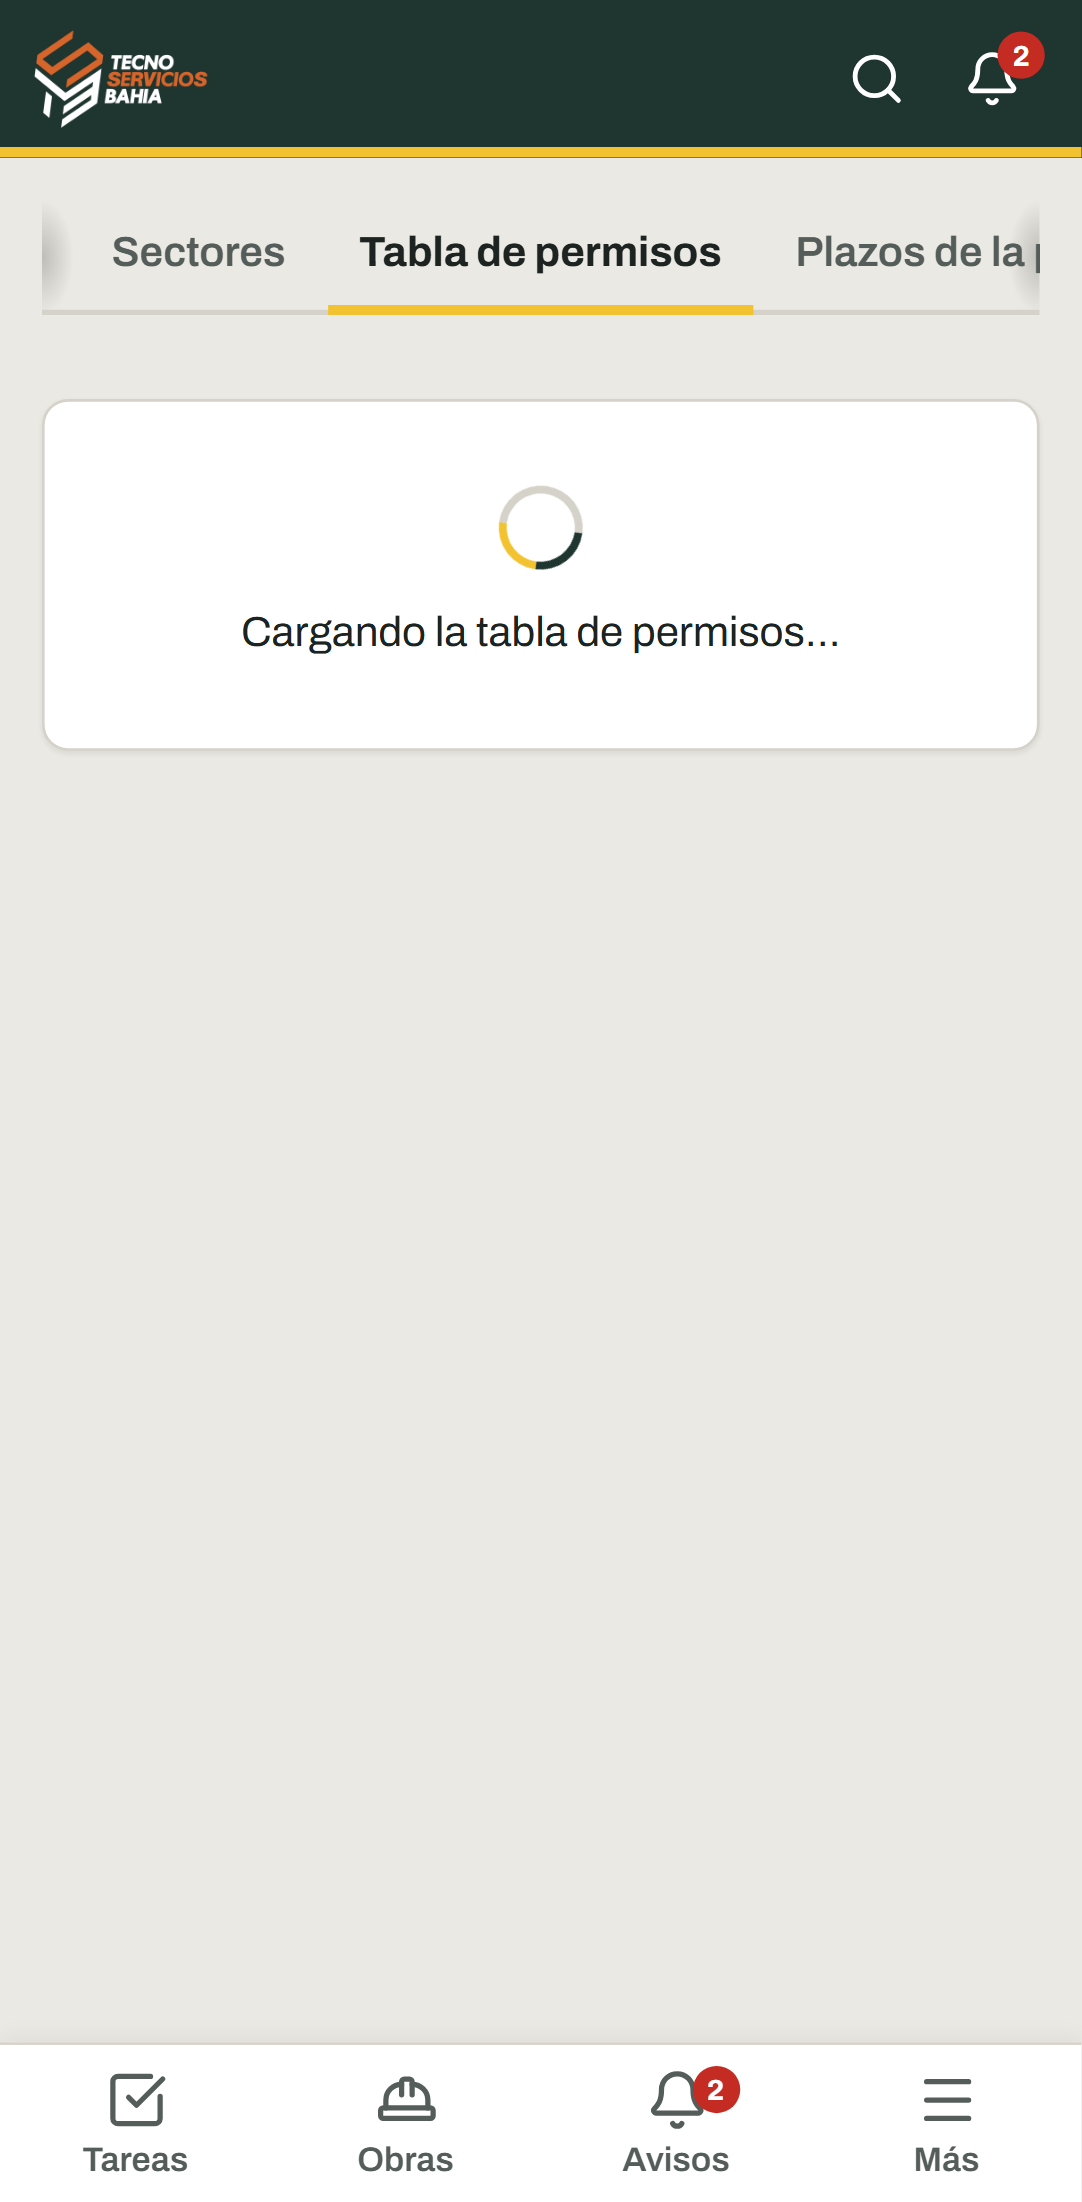 TECNO
SERVICIOS
BAHIA
2
Sectores
Tabla de permisos
Plazos de la
Cargando la tabla de permisos...
2
Tareas
Obras
Avisos
Más